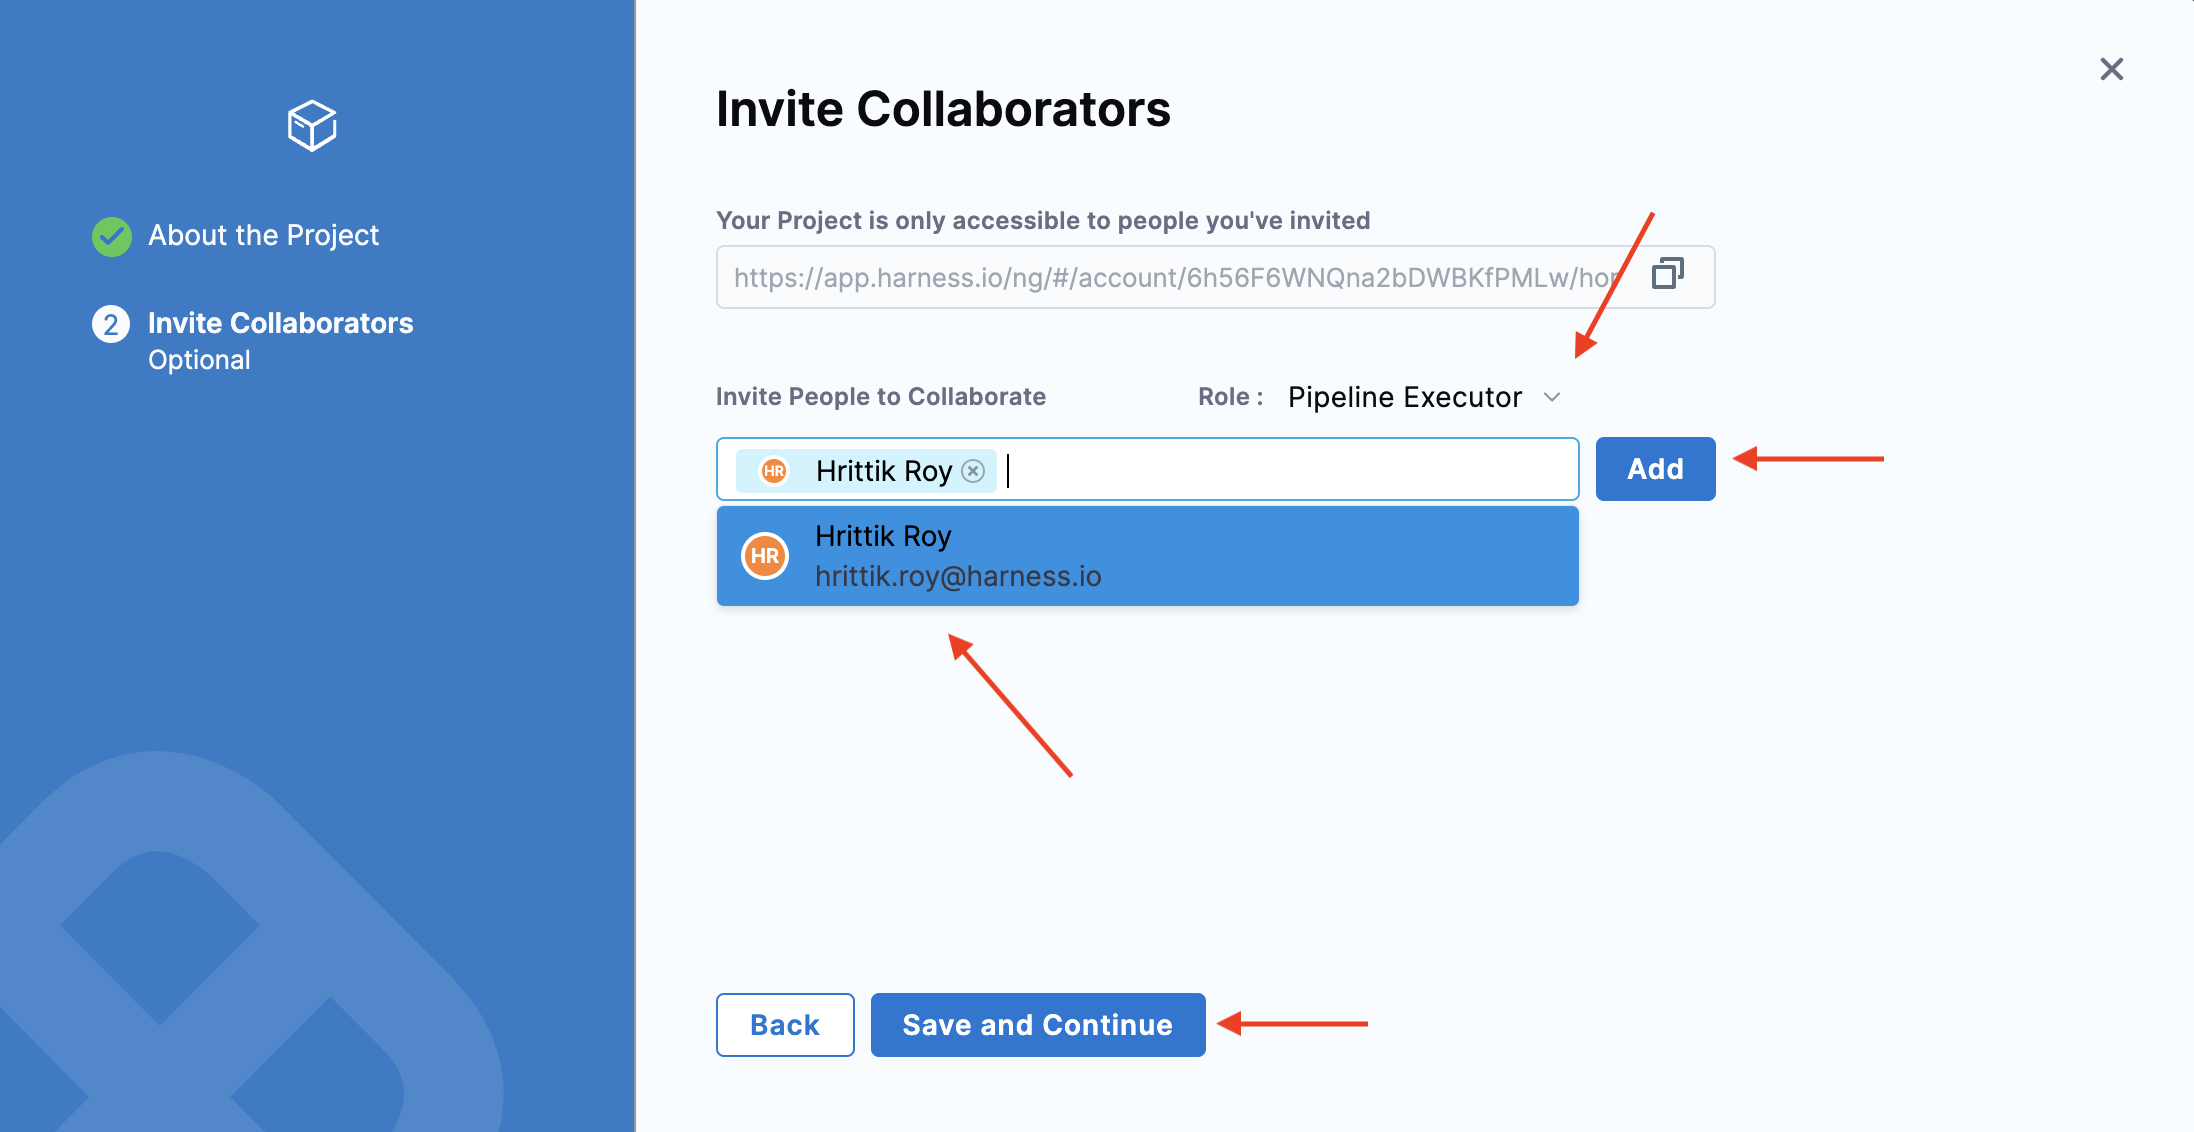 About the Project
2
Invite Collaborators
Optional
Invite Collaborators
Your Project is only accessible to people you've invited
https://app.harness.io/ng/#/account/6h56F6WNQna2bDWBKfPMLw/hor
Invite People to Collaborate
Role :
Pipeline Executor
HR Hrittik Roy
Add
HR
Hrittik Roy
hrittik.roy@harness.io
Back
Save and Continue